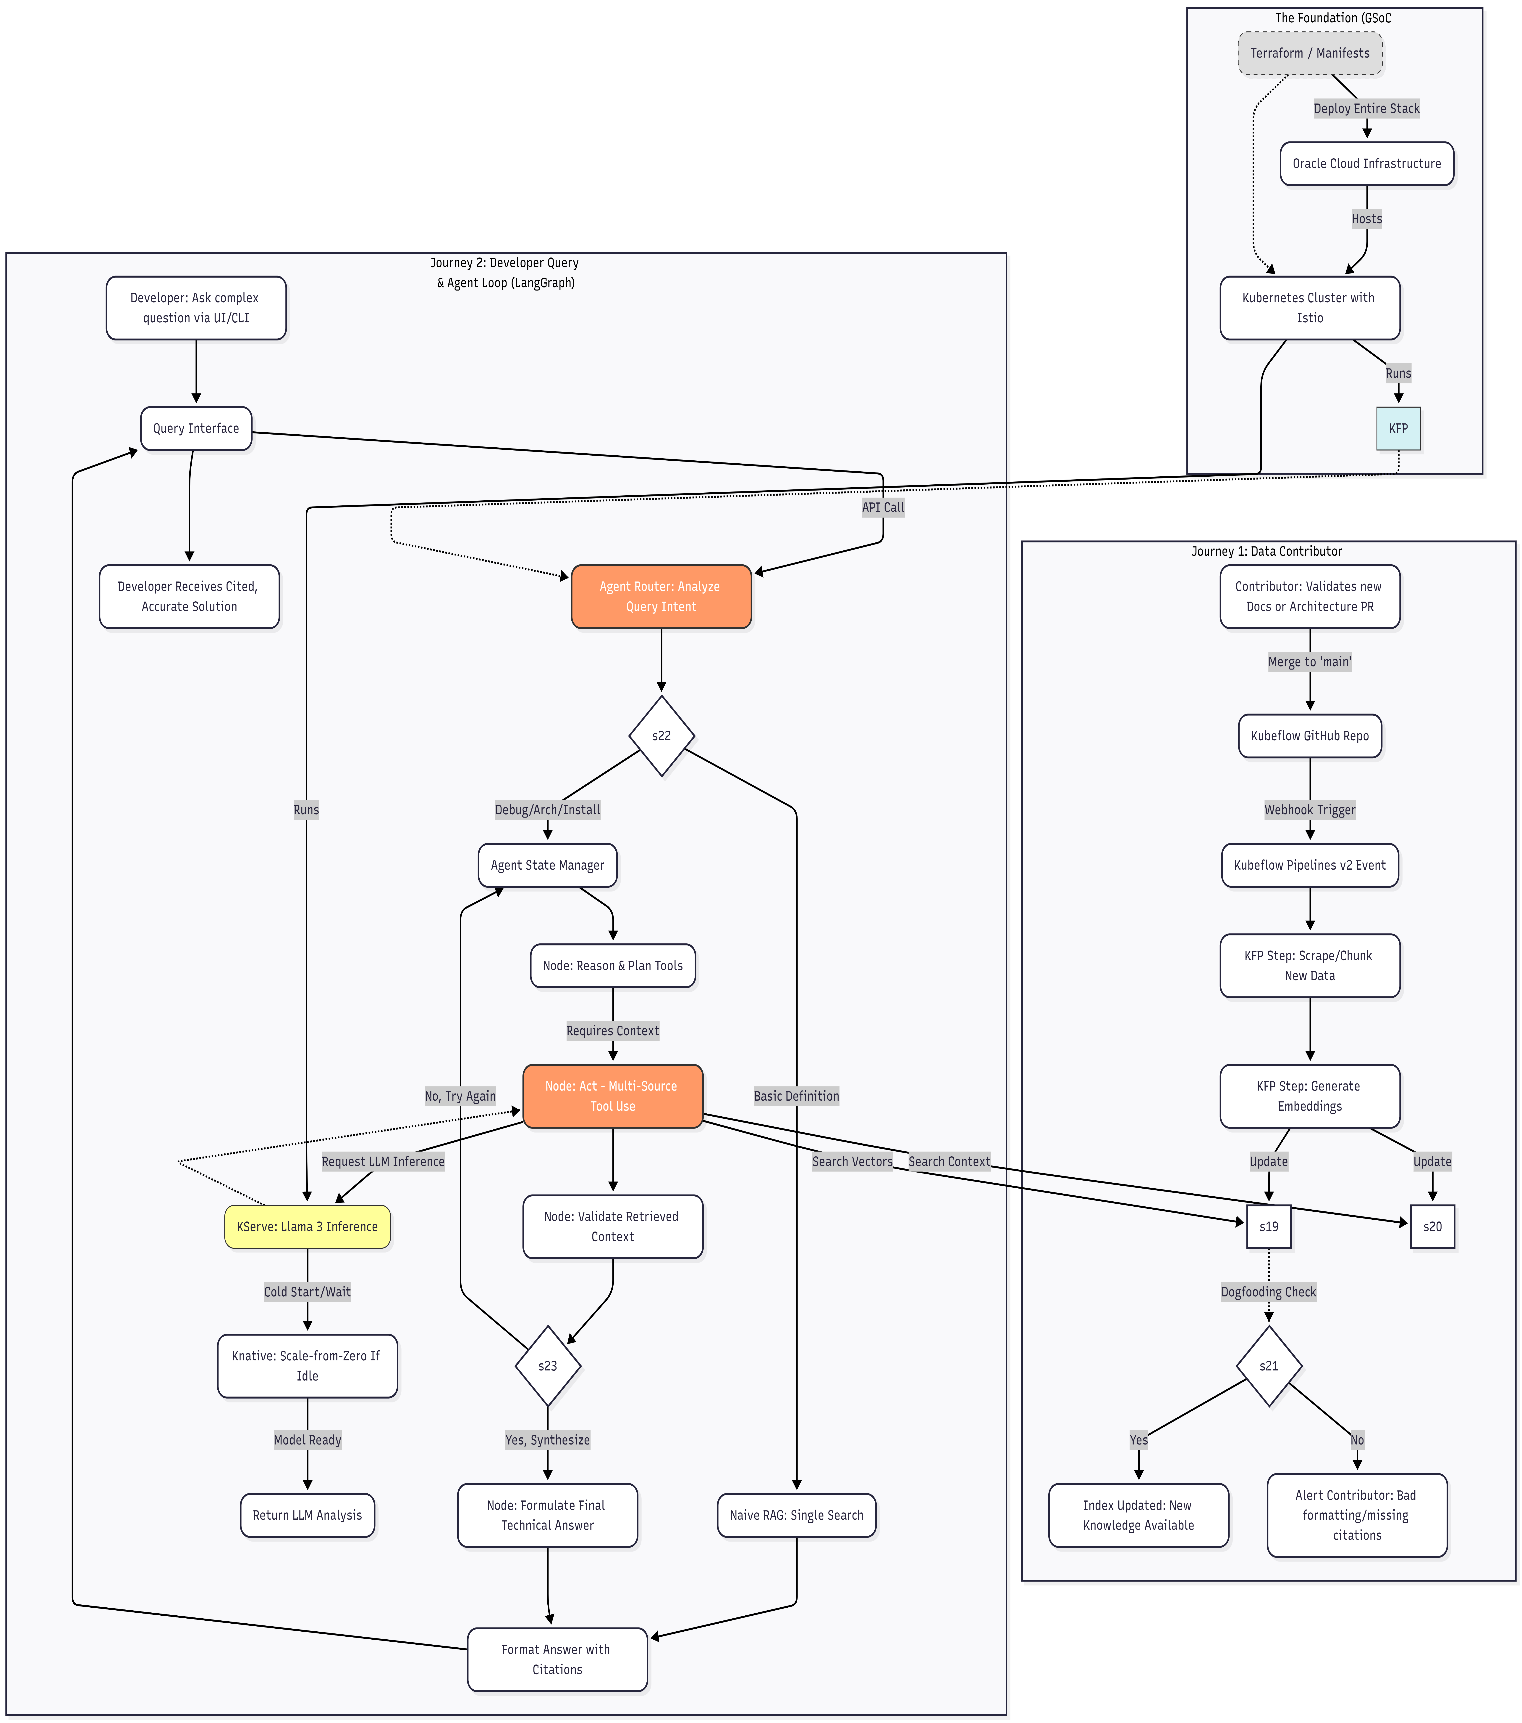 The Foundation (GSoC
Terraform / Manifests
Deploy Entire Stack
Oracle Cloud Infrastructure
Hosts
Kubernetes Cluster with
Istio
Runs
KFP
Journey 2: Developer Query
& Agent Loop (LangGraph)
Developer: Ask complex
question via UI/CLI
Query Interface
API Call
Developer Receives Cited,
Accurate Solution
Agent Router: Analyze
Query Intent
s22
Runs
Debug/Arch/Install
Agent State Manager
Node: Reason & Plan Tools
Requires Context
No, Try Again
Node: Act - Multi-Source
Tool Use
Basic Definition
Request LLM Inference
Search Vectors
Search Context
KServe: Llama 3 Inference
Node: Validate Retrieved
Context
Cold Start/Wait
Knative: Scale-from-Zero If
Idle
s23
Model Ready
Yes, Synthesize
Return LLM Analysis
Node: Formulate Final
Technical Answer
Naive RAG: Single Search
Format Answer with
Citations
Journey 1: Data Contributor
Contributor: Validates new
Docs or Architecture PR
Merge to 'main'
Kubeflow GitHub Repo
Webhook Trigger
Kubeflow Pipelines v2 Event
KFP Step: Scrape/Chunk
New Data
KFP Step: Generate
Embeddings
Update
Update
s19
s20
Dogfooding Check
s21
Yes
No
Index Updated: New
Knowledge Available
Alert Contributor: Bad
formatting/missing
citations